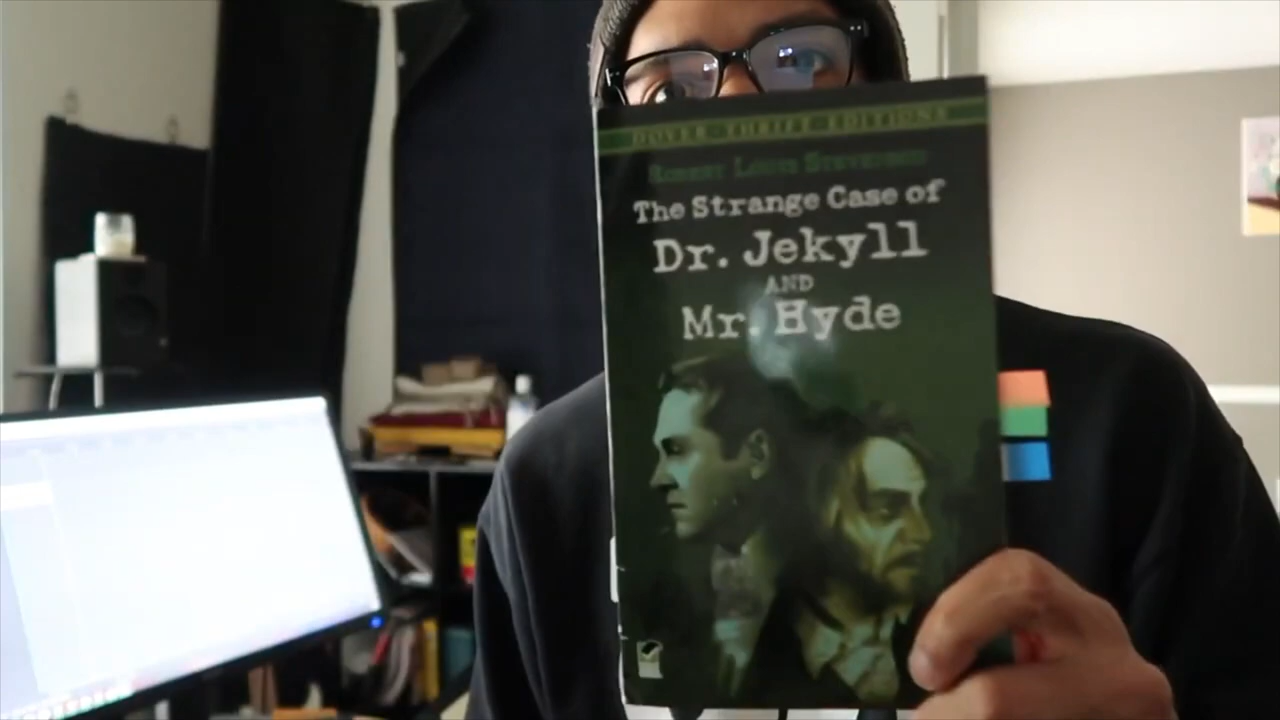 DOVER THRIFT EDITIONS
Robert Louis Stevenson
The Strange Case of
Dr. Jekyll
AND
Mr. Hyde